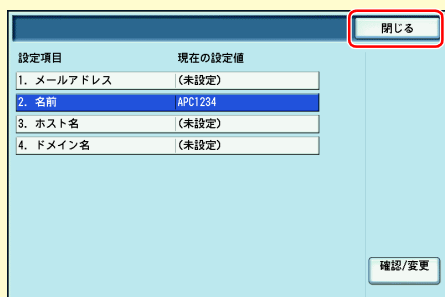 閉じる
設定項目 現在の設定値
1. メールアドレス (未設定)
2. 名前 APC1234
3. ホスト名 (未設定)
4. ドメイン名 (未設定)
確認/変更